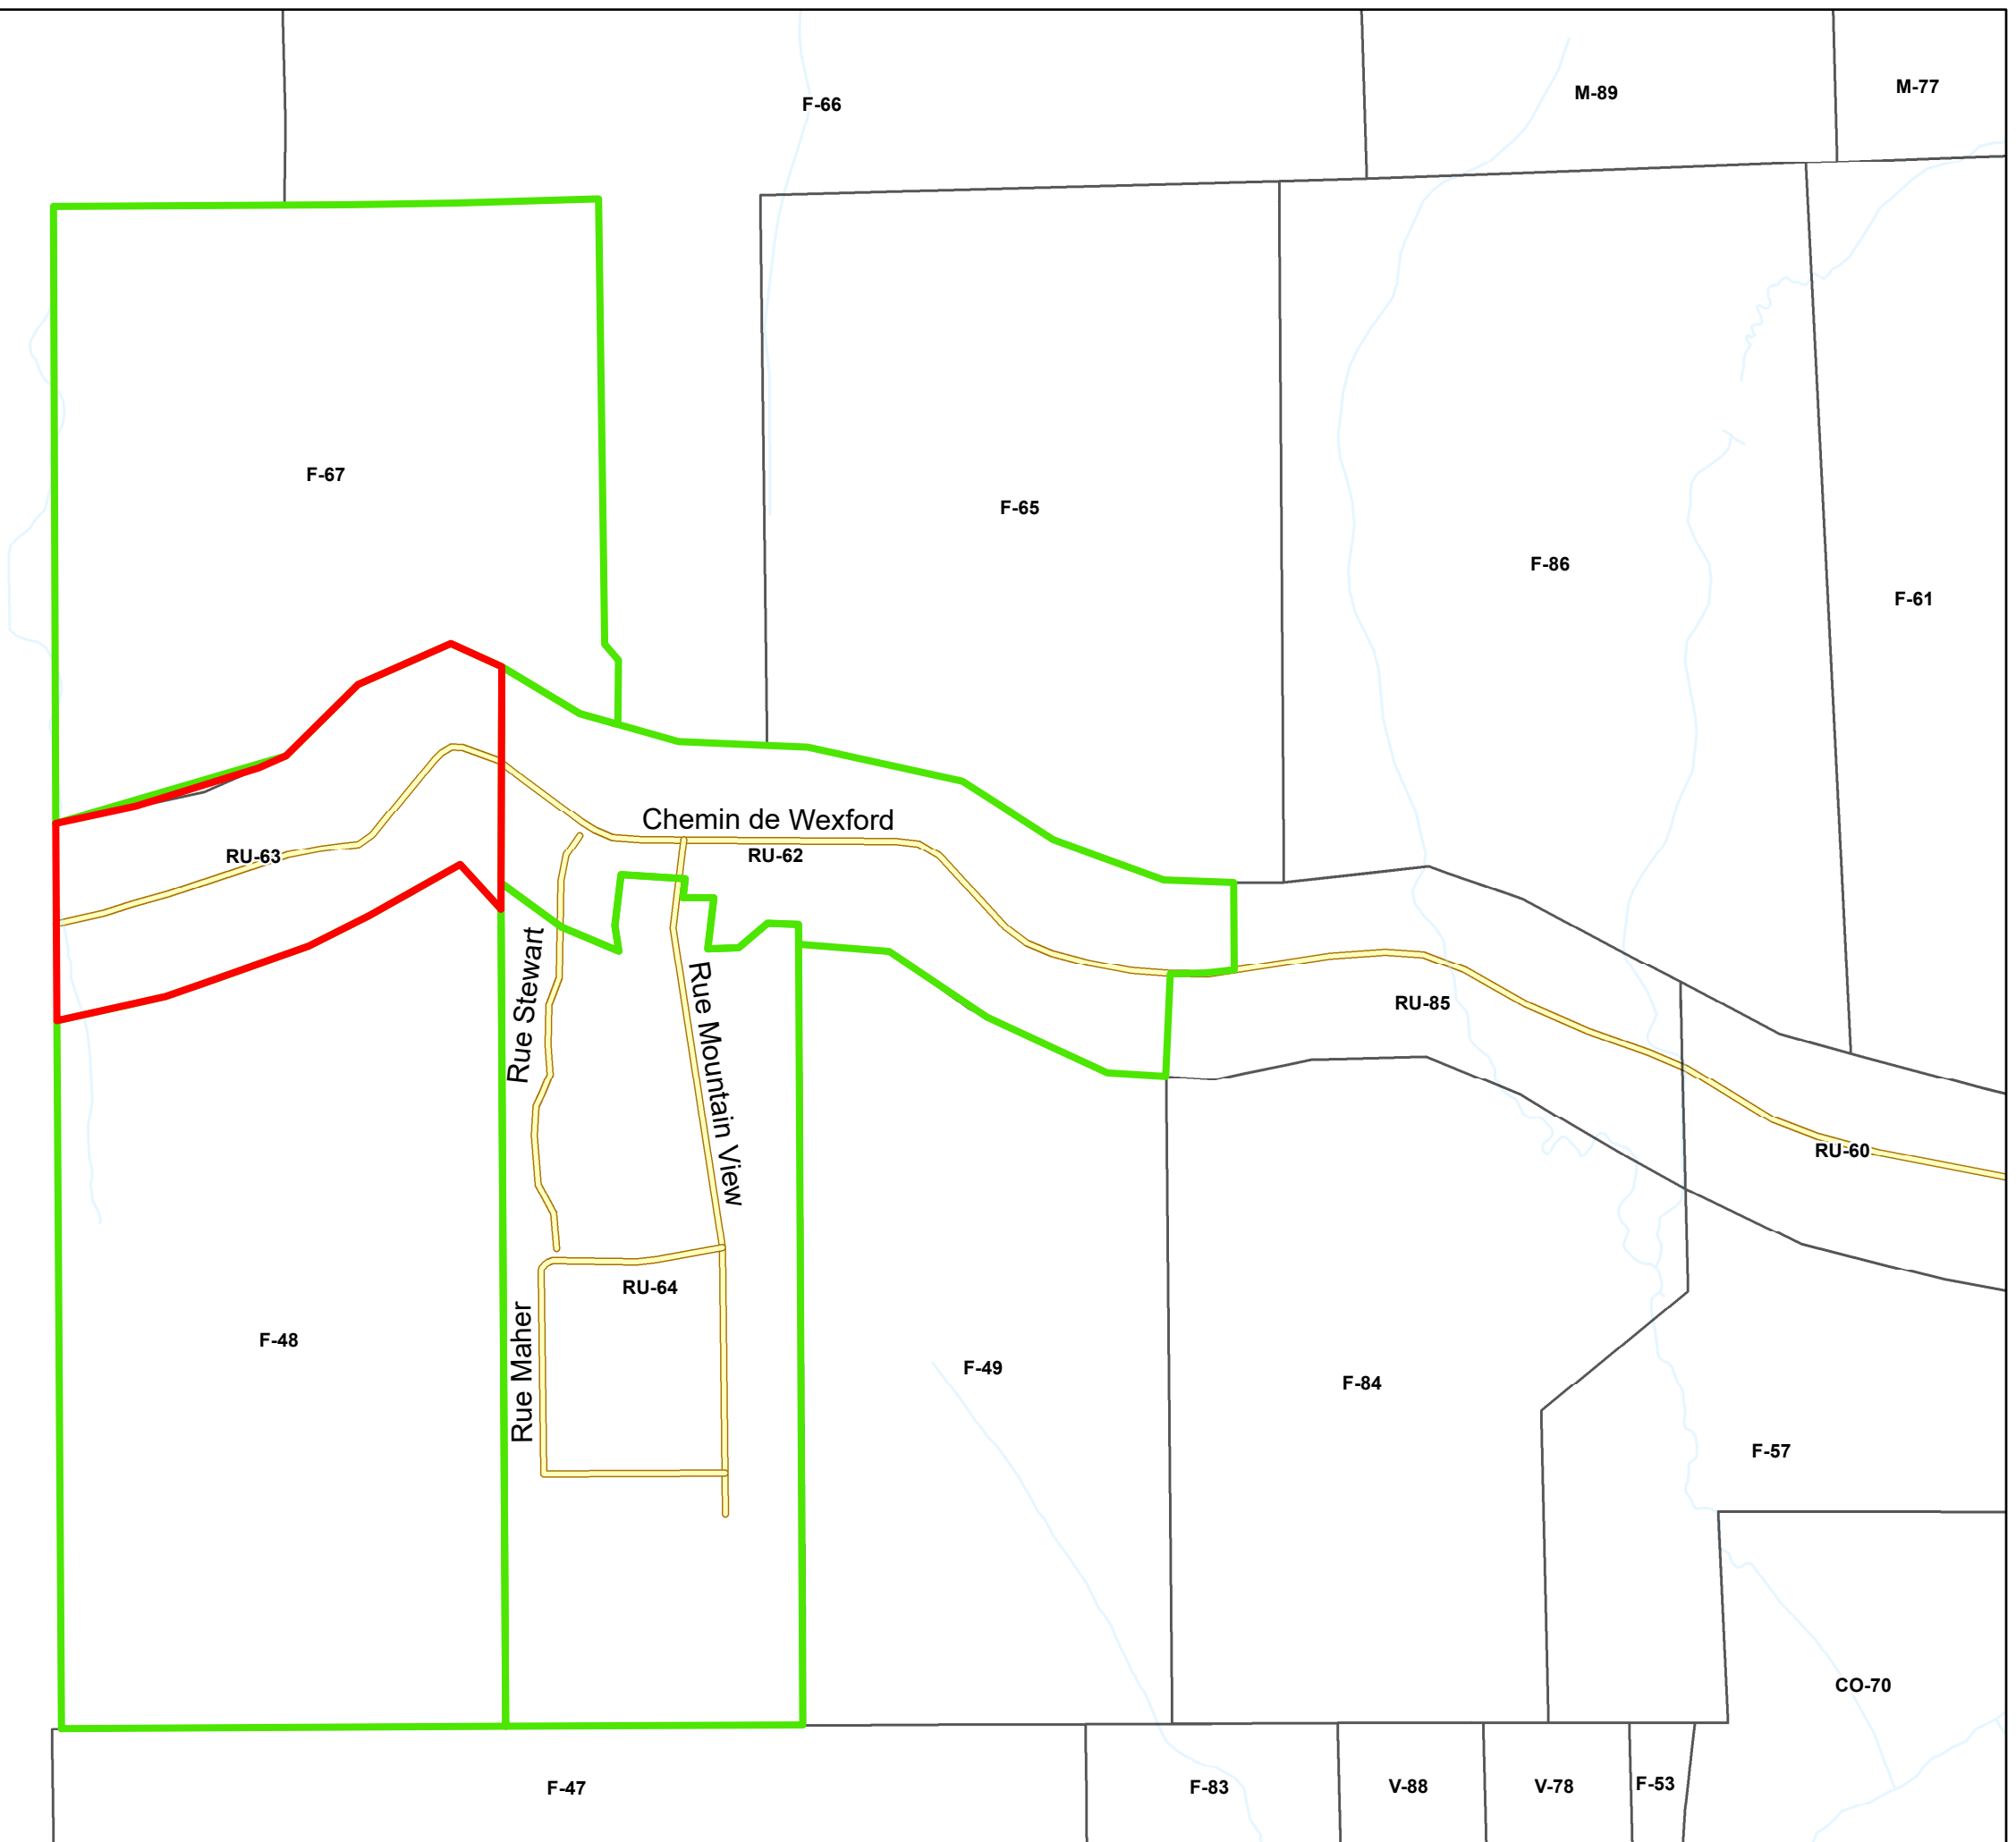 M-77
M-89
F-66
F-67
F-65
F-86
F-61
Chemin de Wexford
RU-63
RU-62
Rue Stewart
Rue Mountain View
RU-85
RU-60
RU-64
Rue Maher
F-48
F-49
F-84
F-57
CO-70
F-47
F-83
V-88
V-78
F-53